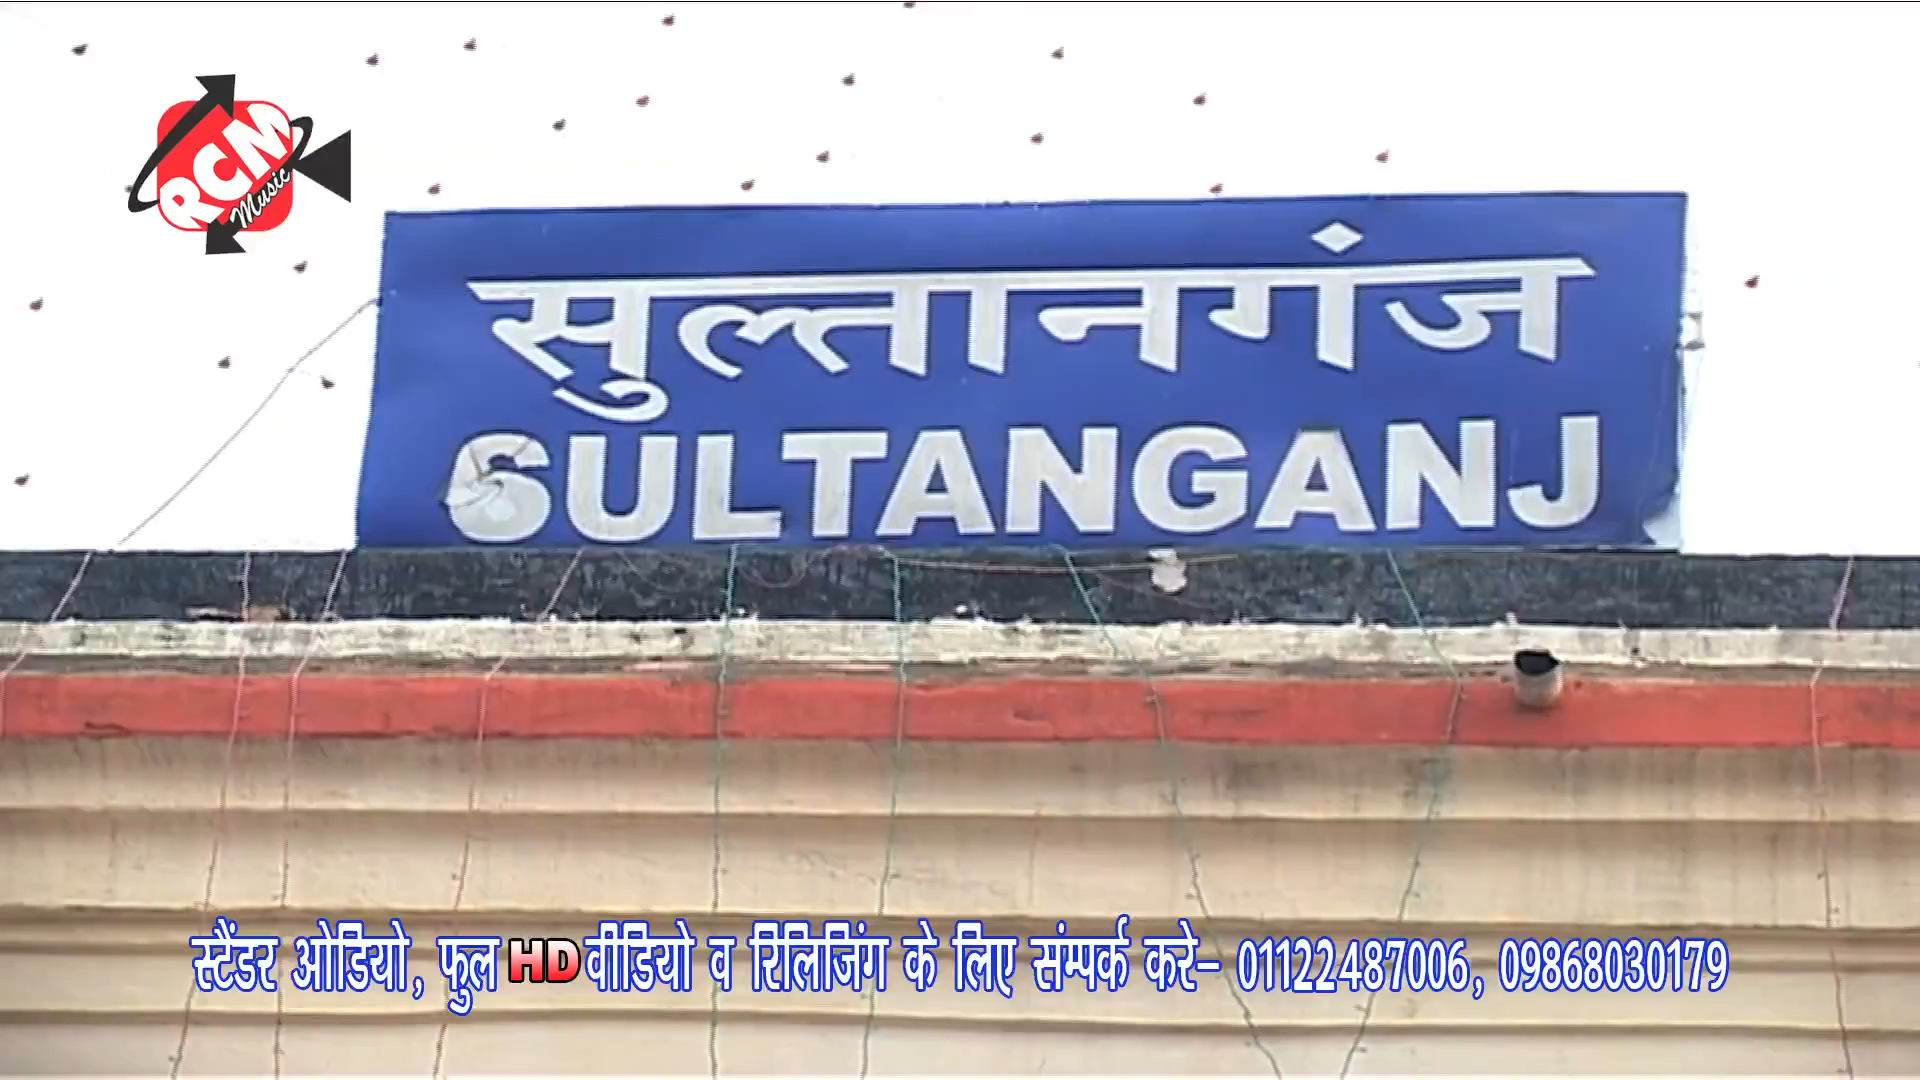 RCM
Music
सुल्तानगंज
SULTANGANJ
स्टैंडर ओडियो, फुल HD वीडियो व रिलिजिंग के लिए संम्पर्क करे- 01122487006, 09868030179